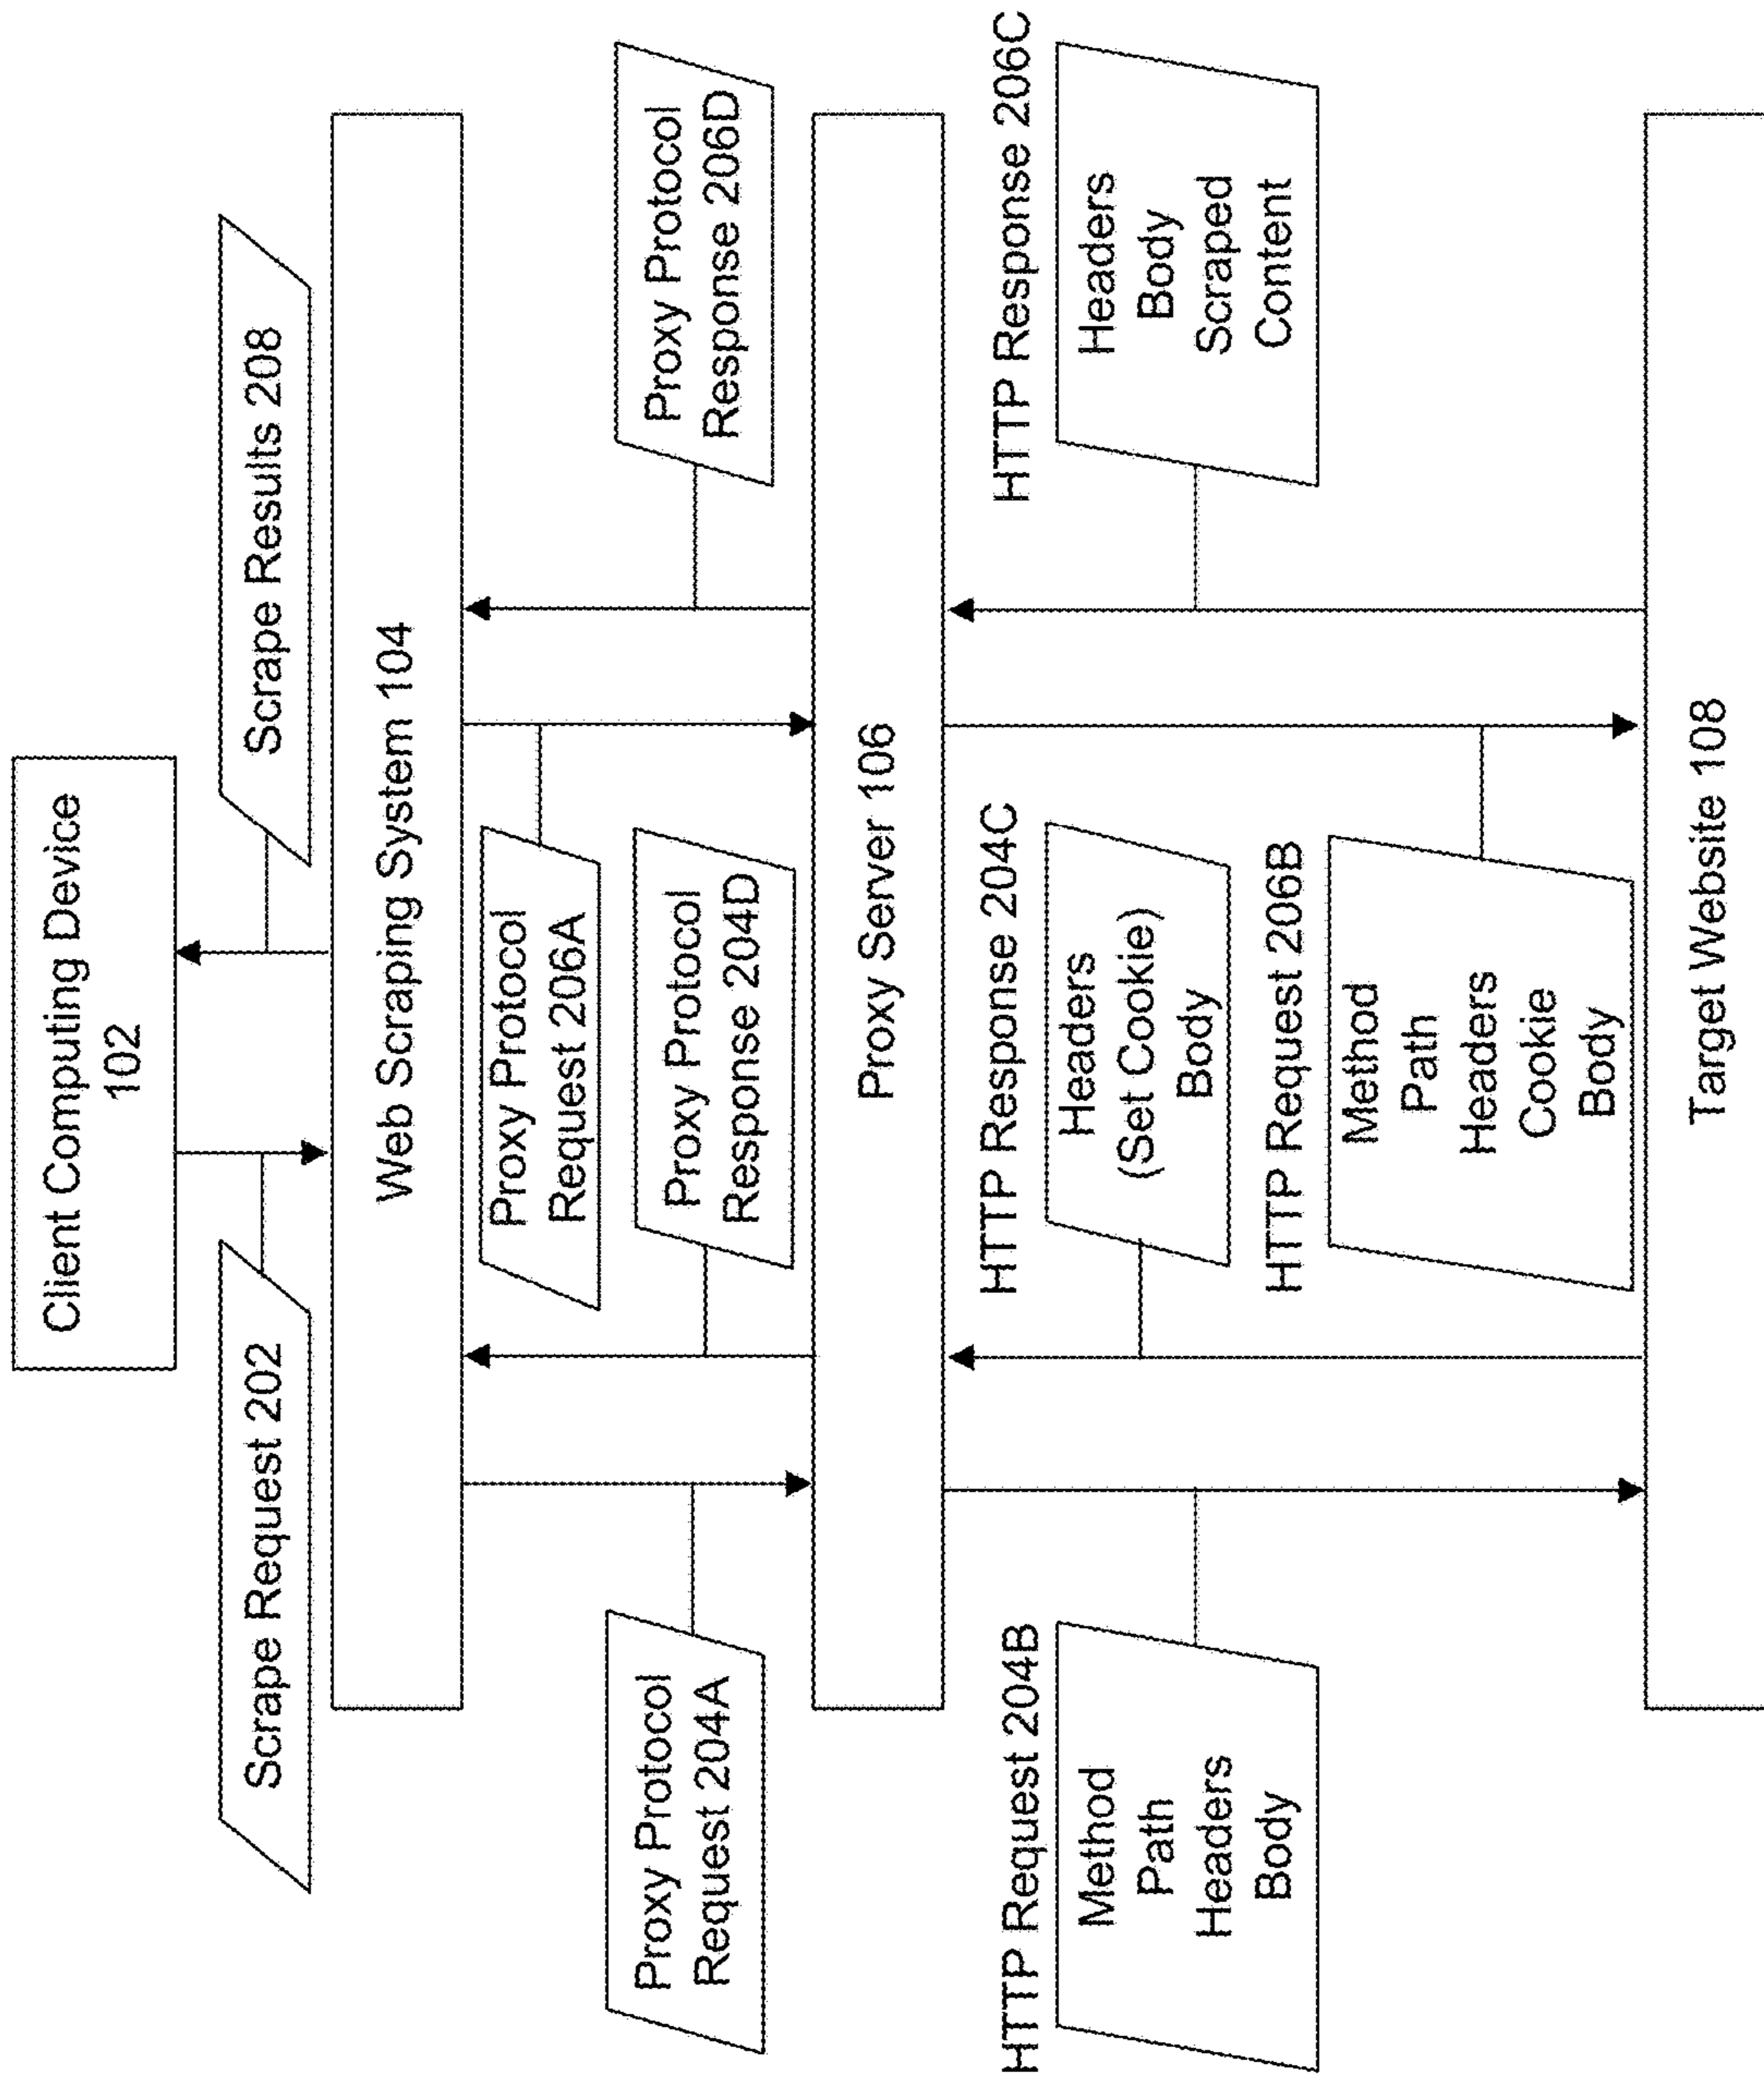 Client Computing Device
102
Scrape Request 202
Scrape Results 208
Web Scraping System 104
Proxy Protocol
Request 204A
Proxy Protocol
Request 206A
Proxy Protocol
Response 204D
Proxy Protocol
Response 206D
Proxy Server 106
HTTP Request 204B
Method
Path
Headers
Body
HTTP Response 204C
Headers
(Set Cookie)
Body
HTTP Request 206B
Method
Path
Headers
Cookie
Body
HTTP Response 206C
Headers
Body
Scraped
Content
Target Website 108